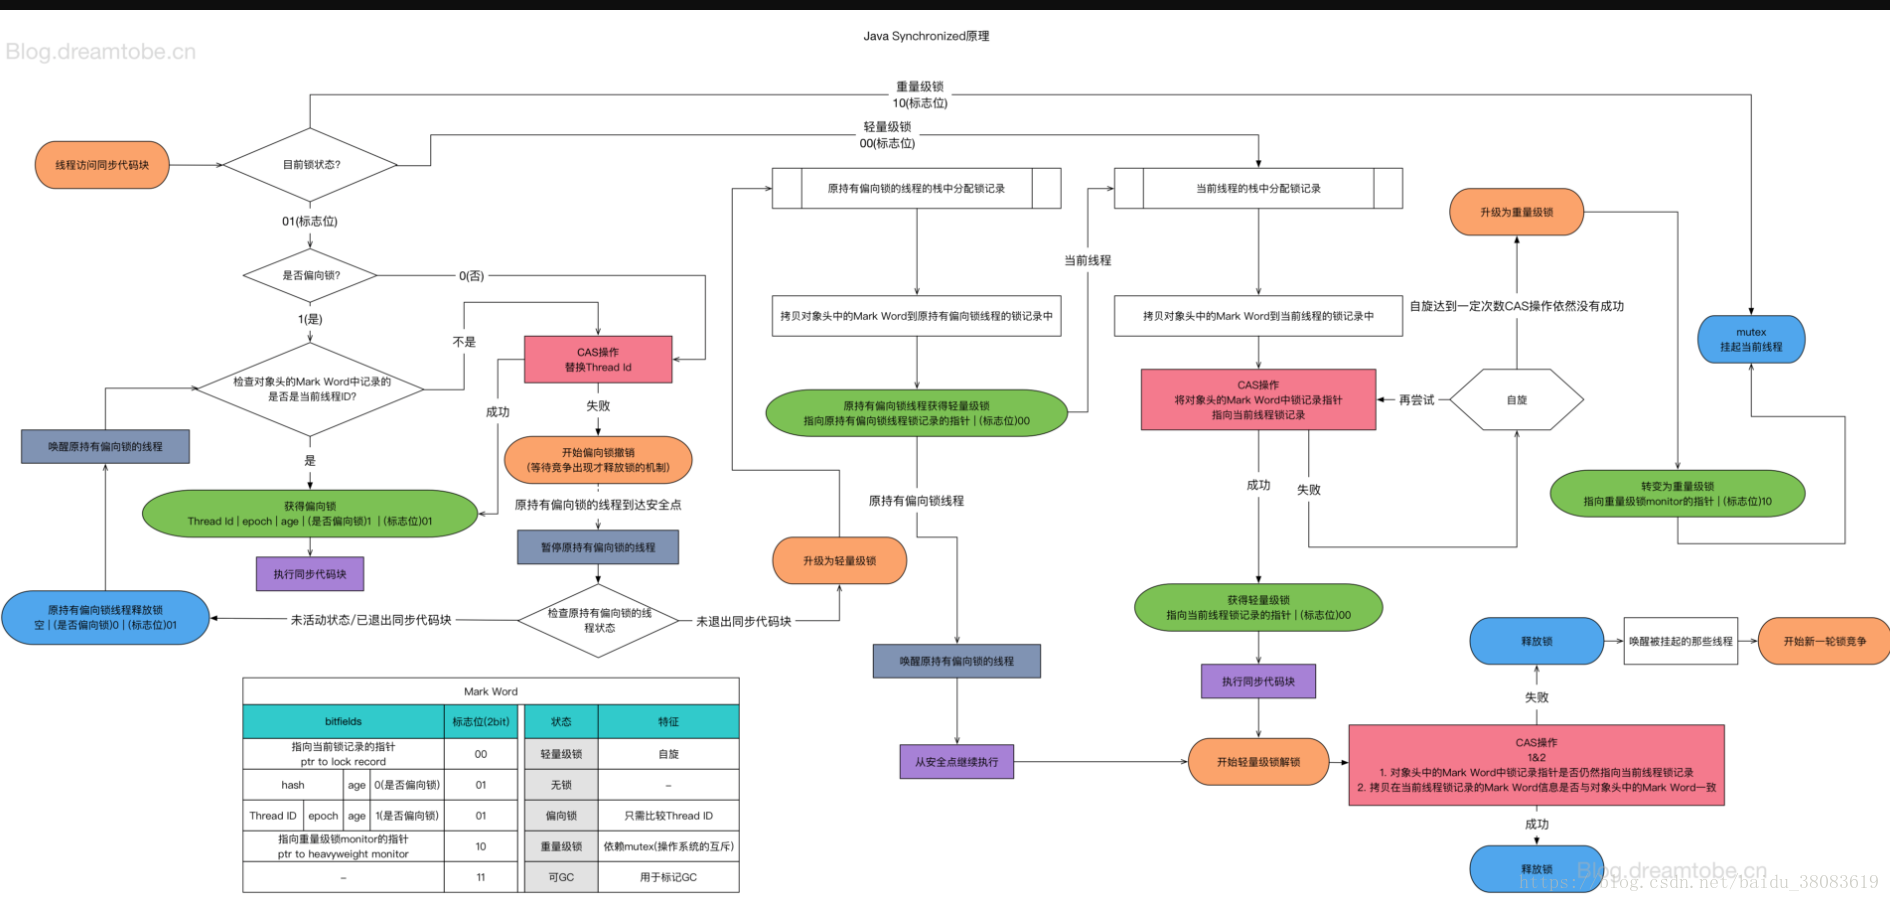 Java Synchronized原理
Blog.dreamtobe.cn
重量级锁
10(标志位)
轻量级锁
00(标志位)
线程访问同步代码块
目前锁状态?
01(标志位)
是否偏向锁?
0(否)
1(是)
不是
检查对象头的Mark Word中记录的
是否是当前线程ID?
CAS操作
替换Thread Id
成功
失败
是
唤醒原持有偏向锁的线程
开始偏向锁撤销
(等待竞争出现才释放锁的机制)
原持有偏向锁的线程到达安全点
获得偏向锁
Thread Id | epoch | age | (是否偏向锁)1 | (标志位)01
暂停原持有偏向锁的线程
执行同步代码块
原持有偏向锁线程释放锁
空 | (是否偏向锁)0 | (标志位)01
未活动状态/已退出同步代码块
检查原持有偏向锁的线
程状态
未退出同步代码块
升级为轻量级锁
原持有偏向锁的线程的栈中分配锁记录
拷贝对象头中的Mark Word到原持有偏向锁线程的锁记录中
原持有偏向锁线程获得轻量级锁
指向原持有偏向锁线程锁记录的指针 | (标志位)00
当前线程
原持有偏向锁线程
唤醒原持有偏向锁的线程
从安全点继续执行
当前线程的栈中分配锁记录
拷贝对象头中的Mark Word到当前线程的锁记录中
CAS操作
将对象头的Mark Word中锁记录指针
指向当前线程锁记录
再尝试
自旋
自旋达到一定次数CAS操作依然没有成功
升级为重量级锁
mutex
挂起当前线程
转变为重量级锁
指向重量级锁monitor的指针 | (标志位)10
成功
失败
获得轻量级锁
指向当前线程锁记录的指针 | (标志位)00
执行同步代码块
开始轻量级锁解锁
CAS操作
1&2
1. 对象头中的Mark Word中锁记录指针是否仍然指向当前线程锁记录
2. 拷贝在当前线程锁记录的Mark Word信息是否与对象头中的Mark Word一致
失败
释放锁
唤醒被挂起的那些线程
开始新一轮锁竞争
成功
释放锁
Mark Word
bitfields 标志位(2bit) 状态 特征
指向当前锁记录的指针
ptr to lock record 00 轻量级锁 自旋
hash age 0(是否偏向锁) 01 无锁 –
Thread ID epoch age 1(是否偏向锁) 01 偏向锁 只需比较Thread ID
指向重量级锁monitor的指针
ptr to heavyweight monitor 10 重量级锁 依赖mutex(操作系统的互斥)
– 11 可GC 用于标记GC
Blog.dreamtobe.cn
https://blog.csdn.net/baidu_38083619